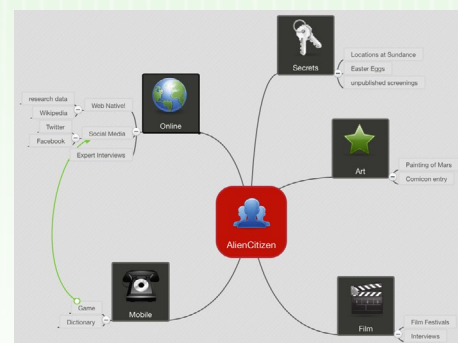 Secrets
Locations at Sundance
Easter Eggs
unpublished screenings
research data
Wikipedia
Web Native!
Twitter
Facebook
Social Media
Expert Interviews
Online
Art
Painting of Mars
Comicon entry
AlienCitizen
Game
Dictionary
Mobile
Film
Film Festivals
Interviews